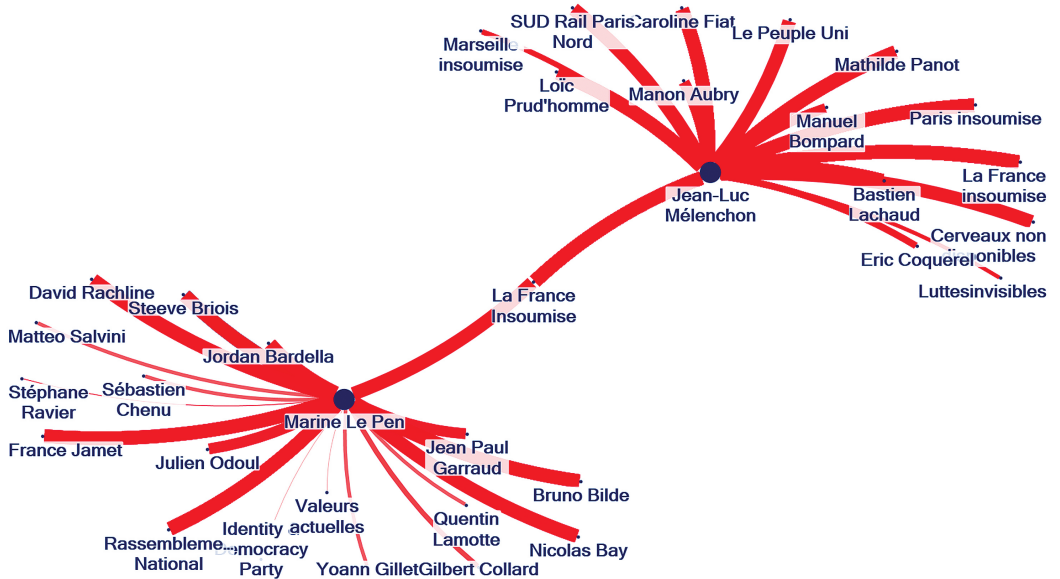 SUD Rail Paris
Nord
Caroline Fiat
Le Peuple Uni
Marseille
insoumise
Mathilde Panot
Loïc
Prud'homme
Manon Aubry
Manuel
Bompard
Paris insoumise
La France
insoumise
Jean-Luc
Mélenchon
Bastien
Lachaud
Cerveaux non
Eric Coquerel
Luttesinvisibles
La France
Insoumise
David Rachline
Steeve Briois
Matteo Salvini
Jordan Bardella
Stéphane
Ravier
Sébastien
Chenu
Marine Le Pen
France Jamet
Julien Odoul
Jean Paul
Garraud
Bruno Bilde
Valeurs
actuelles
Quentin
Lamotte
Identity
Party
Rassembleme...
National
Nicolas Bay
Yoann Gillet
Gilbert Collard